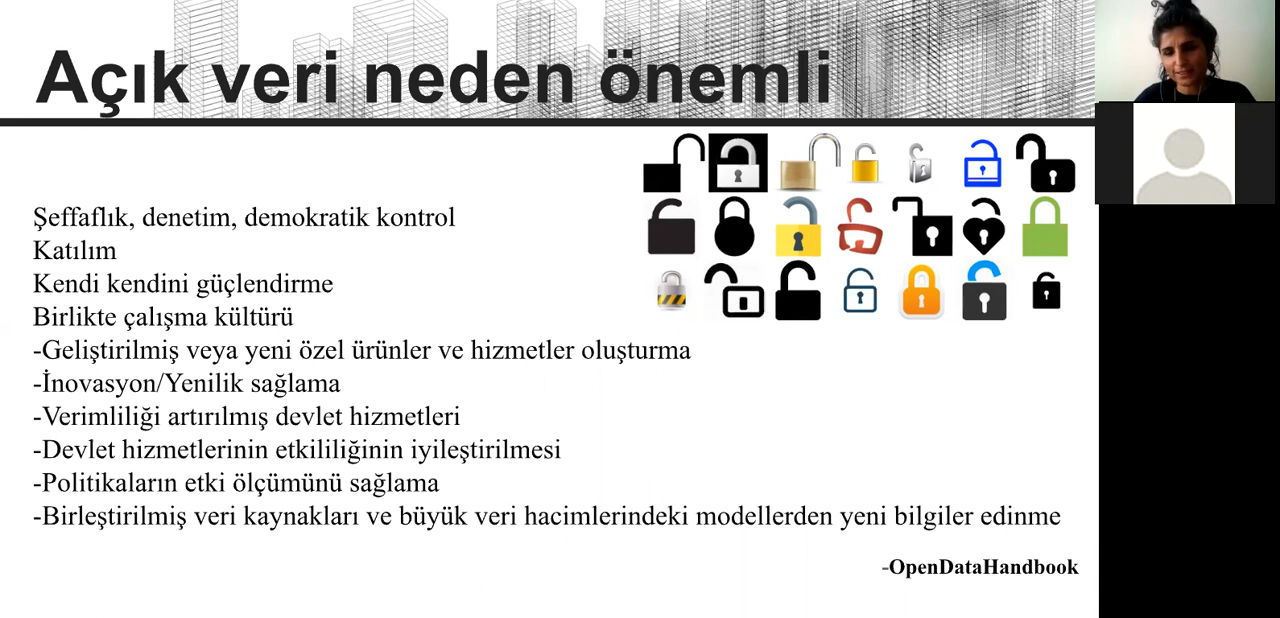 Açık veri neden önemli
Şeffaflık, denetim, demokratik kontrol
Katılım
Kendi kendini güçlendirme
Birlikte çalışma kültürü
-Geliştirilmiş veya yeni özel ürünler ve hizmetler oluşturma
-İnovasyon/Yenilik sağlama
-Verimliliği artırılmış devlet hizmetleri
-Devlet hizmetlerinin etkililiğinin iyileştirilmesi
-Politikaların etki ölçümünü sağlama
-Birleştirilmiş veri kaynakları ve büyük veri hacimlerindeki modellerden yeni bilgiler edinme
-OpenDataHandbook